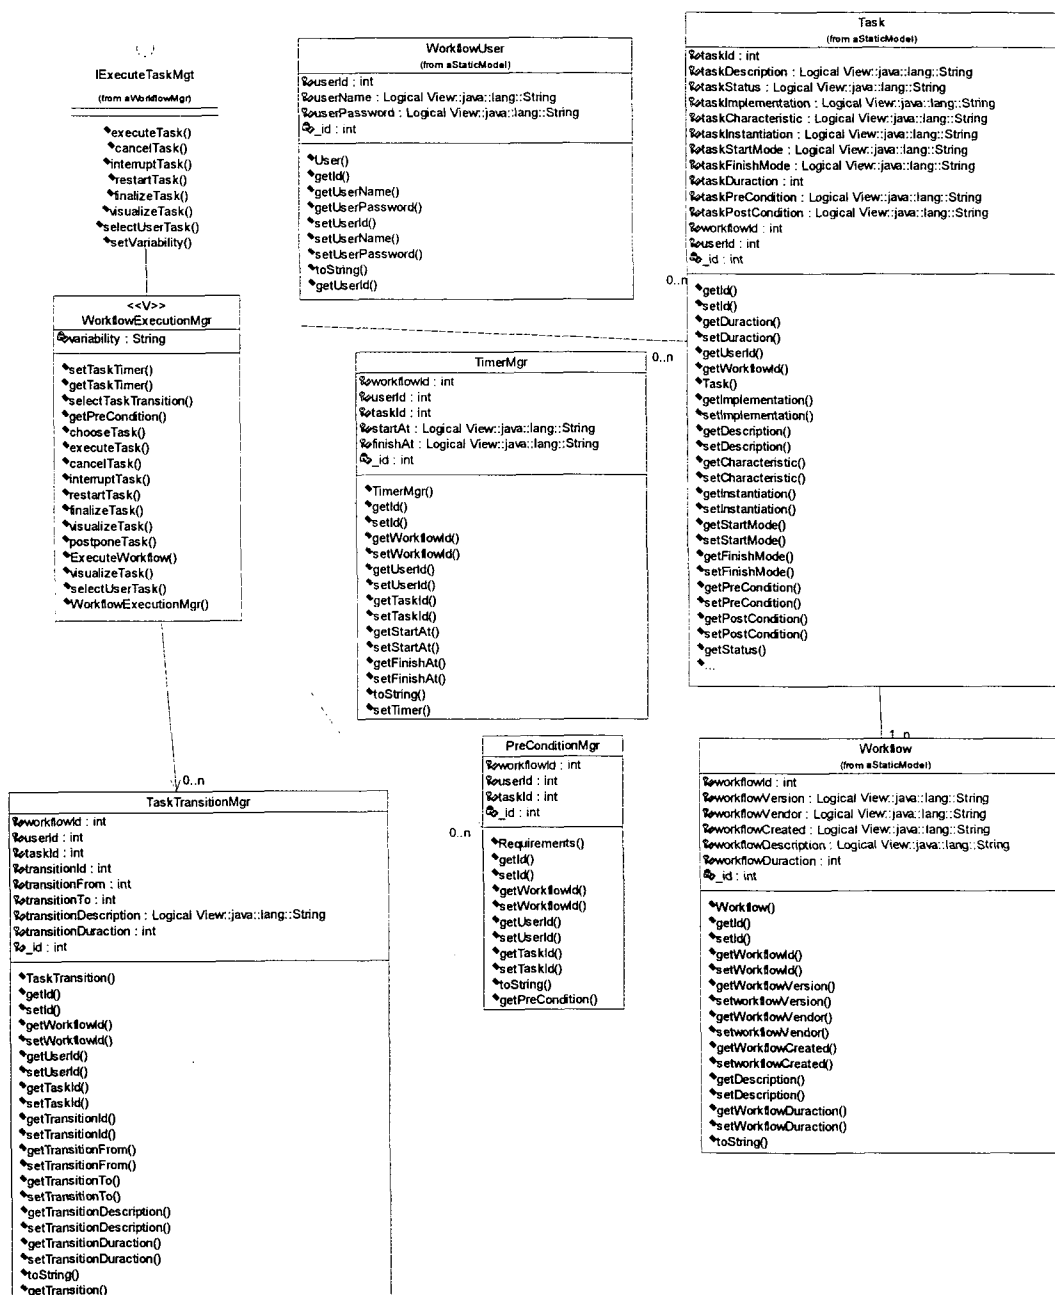 IExecuteTaskMgt
(from aWorkflowMgr)
executeTask()
cancelTask()
interruptTask()
restartTask()
finalizeTask()
visualizeTask()
selectUserTask()
setVariability()
<<V>>
WorkflowExecutionMgr
variability : String
setTaskTimer()
getTaskTimer()
selectTaskTransition()
getPreCondition()
chooseTask()
executeTask()
cancelTask()
interruptTask()
restartTask()
finalizeTask()
visualizeTask()
postponeTask()
ExecuteWorkflow()
visualizeTask()
selectUserTask()
WorkflowExecutionMgr()
WorkflowUser
(from aStaticModel)
userId : int
userName : Logical View::java::lang::String
userPassword : Logical View::java::lang::String
_id : int
User()
getId()
getUserName()
getUserPassword()
setUserId()
setUserName()
setUserPassword()
toString()
getUserId()
Task
(from aStaticModel)
taskId : int
taskDescription : Logical View::java::lang::String
taskStatus : Logical View::java::lang::String
taskImplementation : Logical View::java::lang::String
taskCharacteristic : Logical View::java::lang::String
taskInstantiation : Logical View::java::lang::String
taskStartMode : Logical View::java::lang::String
taskFinishMode : Logical View::java::lang::String
taskDuraction : int
taskPreCondition : Logical View::java::lang::String
taskPostCondition : Logical View::java::lang::String
workflowId : int
userId : int
_id : int
getId()
setId()
getDuraction()
setDuraction()
getUserId()
getWorkflowId()
Task()
getImplementation()
setImplementation()
getDescription()
setDescription()
getCharacteristic()
setCharacteristic()
getInstantiation()
setInstantiation()
getStartMode()
setStartMode()
getFinishMode()
setFinishMode()
getPreCondition()
setPreCondition()
getPostCondition()
setPostCondition()
getStatus()
...
0..n
0..n
TimerMgr
workflowId : int
userId : int
taskId : int
startAt : Logical View::java::lang::String
finishAt : Logical View::java::lang::String
_id : int
TimerMgr()
getId()
setId()
getWorkflowId()
setWorkflowId()
getUserId()
setUserId()
getTaskId()
setTaskId()
getStartAt()
setStartAt()
getFinishAt()
setFinishAt()
toString()
setTimer()
0..n
TaskTransitionMgr
workflowId : int
userId : int
taskId : int
transitionId : int
transitionFrom : int
transitionTo : int
transitionDescription : Logical View::java::lang::String
transitionDuraction : int
_id : int
TaskTransition()
getId()
setId()
getWorkflowId()
setWorkflowId()
getUserId()
setUserId()
getTaskId()
setTaskId()
getTransitionId()
setTransitionId()
getTransitionFrom()
setTransitionFrom()
getTransitionTo()
setTransitionTo()
getTransitionDescription()
setTransitionDescription()
getTransitionDuraction()
setTransitionDuraction()
toString()
getTransition()
0..n
PreConditionMgr
workflowId : int
userId : int
taskId : int
_id : int
Requirements()
getId()
setId()
getWorkflowId()
setWorkflowId()
getUserId()
setUserId()
getTaskId()
setTaskId()
toString()
getPreCondition()
1..n
Workflow
(from aStaticModel)
workflowId : int
workflowVersion : Logical View::java::lang::String
workflowVendor : Logical View::java::lang::String
workflowCreated : Logical View::java::lang::String
workflowDescription : Logical View::java::lang::String
workflowDuraction : int
_id : int
Workflow()
getId()
setId()
getWorkflowId()
setWorkflowId()
getWorkflowVersion()
setworkflowVersion()
getWorkflowVendor()
setworkflowVendor()
getWorkflowCreated()
setworkflowCreated()
getDescription()
setDescription()
getWorkflowDuraction()
setWorkflowDuraction()
toString()